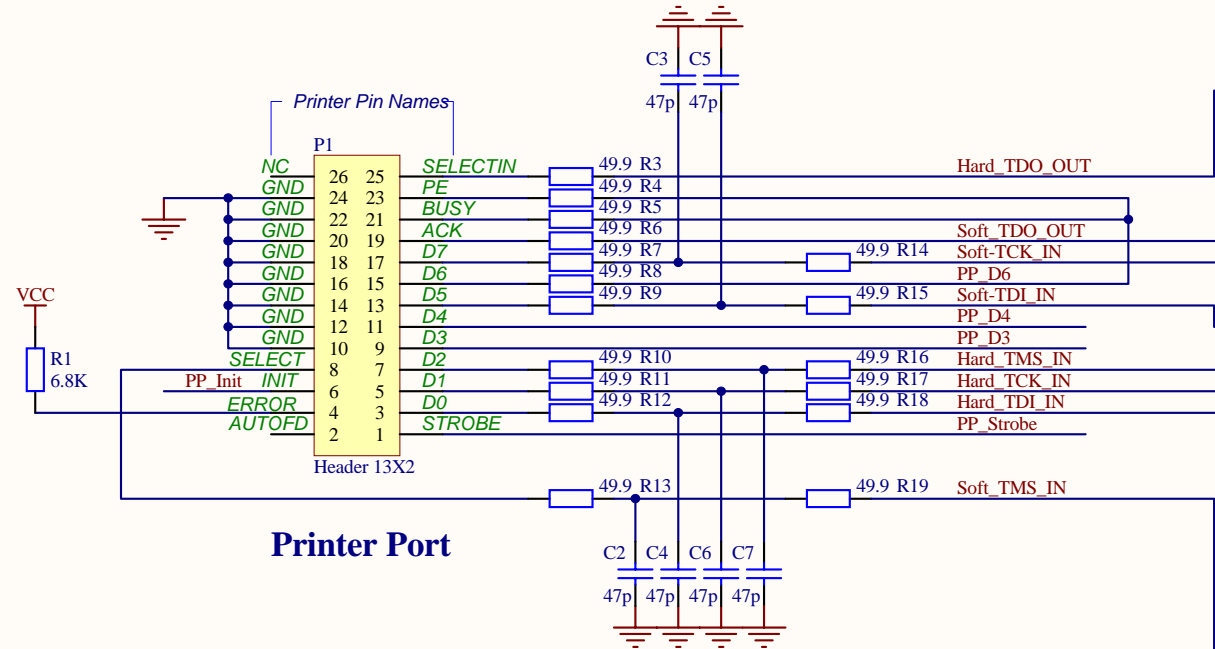 C3 C5
47p 47p
Printer Pin Names
P1
NC 26 25 SELECTIN 49.9 R3 Hard_TDO_OUT
GND 24 23 PE 49.9 R4
GND 22 21 BUSY 49.9 R5
GND 20 19 ACK 49.9 R6 Soft_TDO_OUT
GND 18 17 D7 49.9 R7 49.9 R14 Soft-TCK_IN
GND 16 15 D6 49.9 R8 PP_D6
GND 14 13 D5 49.9 R9 49.9 R15 Soft-TDI_IN
VCC
GND 12 11 D4 PP_D4
GND 10 9 D3 PP_D3
R1
6.8K
SELECT 8 7 D2 49.9 R10 49.9 R16 Hard_TMS_IN
PP_Init INIT 6 5 D1 49.9 R11 49.9 R17 Hard_TCK_IN
ERROR 4 3 D0 49.9 R12 49.9 R18 Hard_TDI_IN
AUTOFD 2 1 STROBE PP_Strobe
Header 13X2
49.9 R13 49.9 R19 Soft_TMS_IN
Printer Port
C2 C4 C6 C7
47p 47p 47p 47p